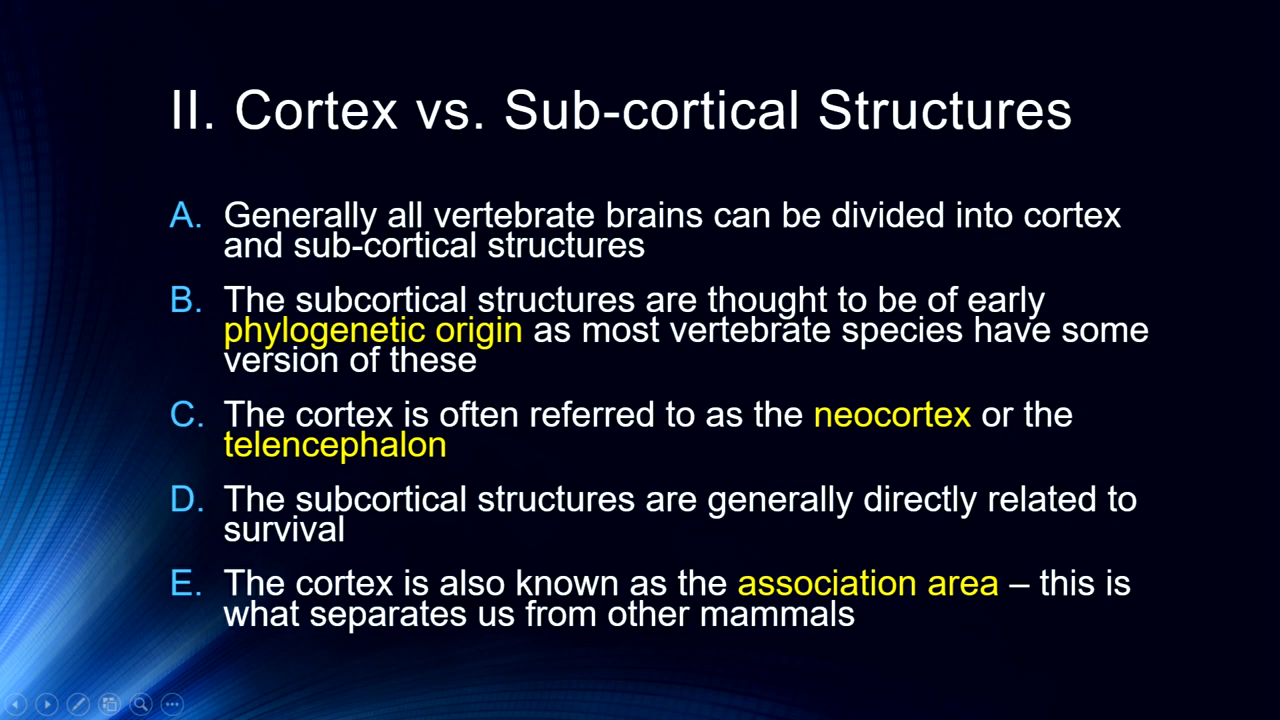 II. Cortex vs. Sub-cortical Structures
A. Generally all vertebrate brains can be divided into cortex
and sub-cortical structures
B. The subcortical structures are thought to be of early
phylogenetic origin as most vertebrate species have some
version of these
C. The cortex is often referred to as the neocortex or the
telencephalon
D. The subcortical structures are generally directly related to
survival
E. The cortex is also known as the association area – this is
what separates us from other mammals